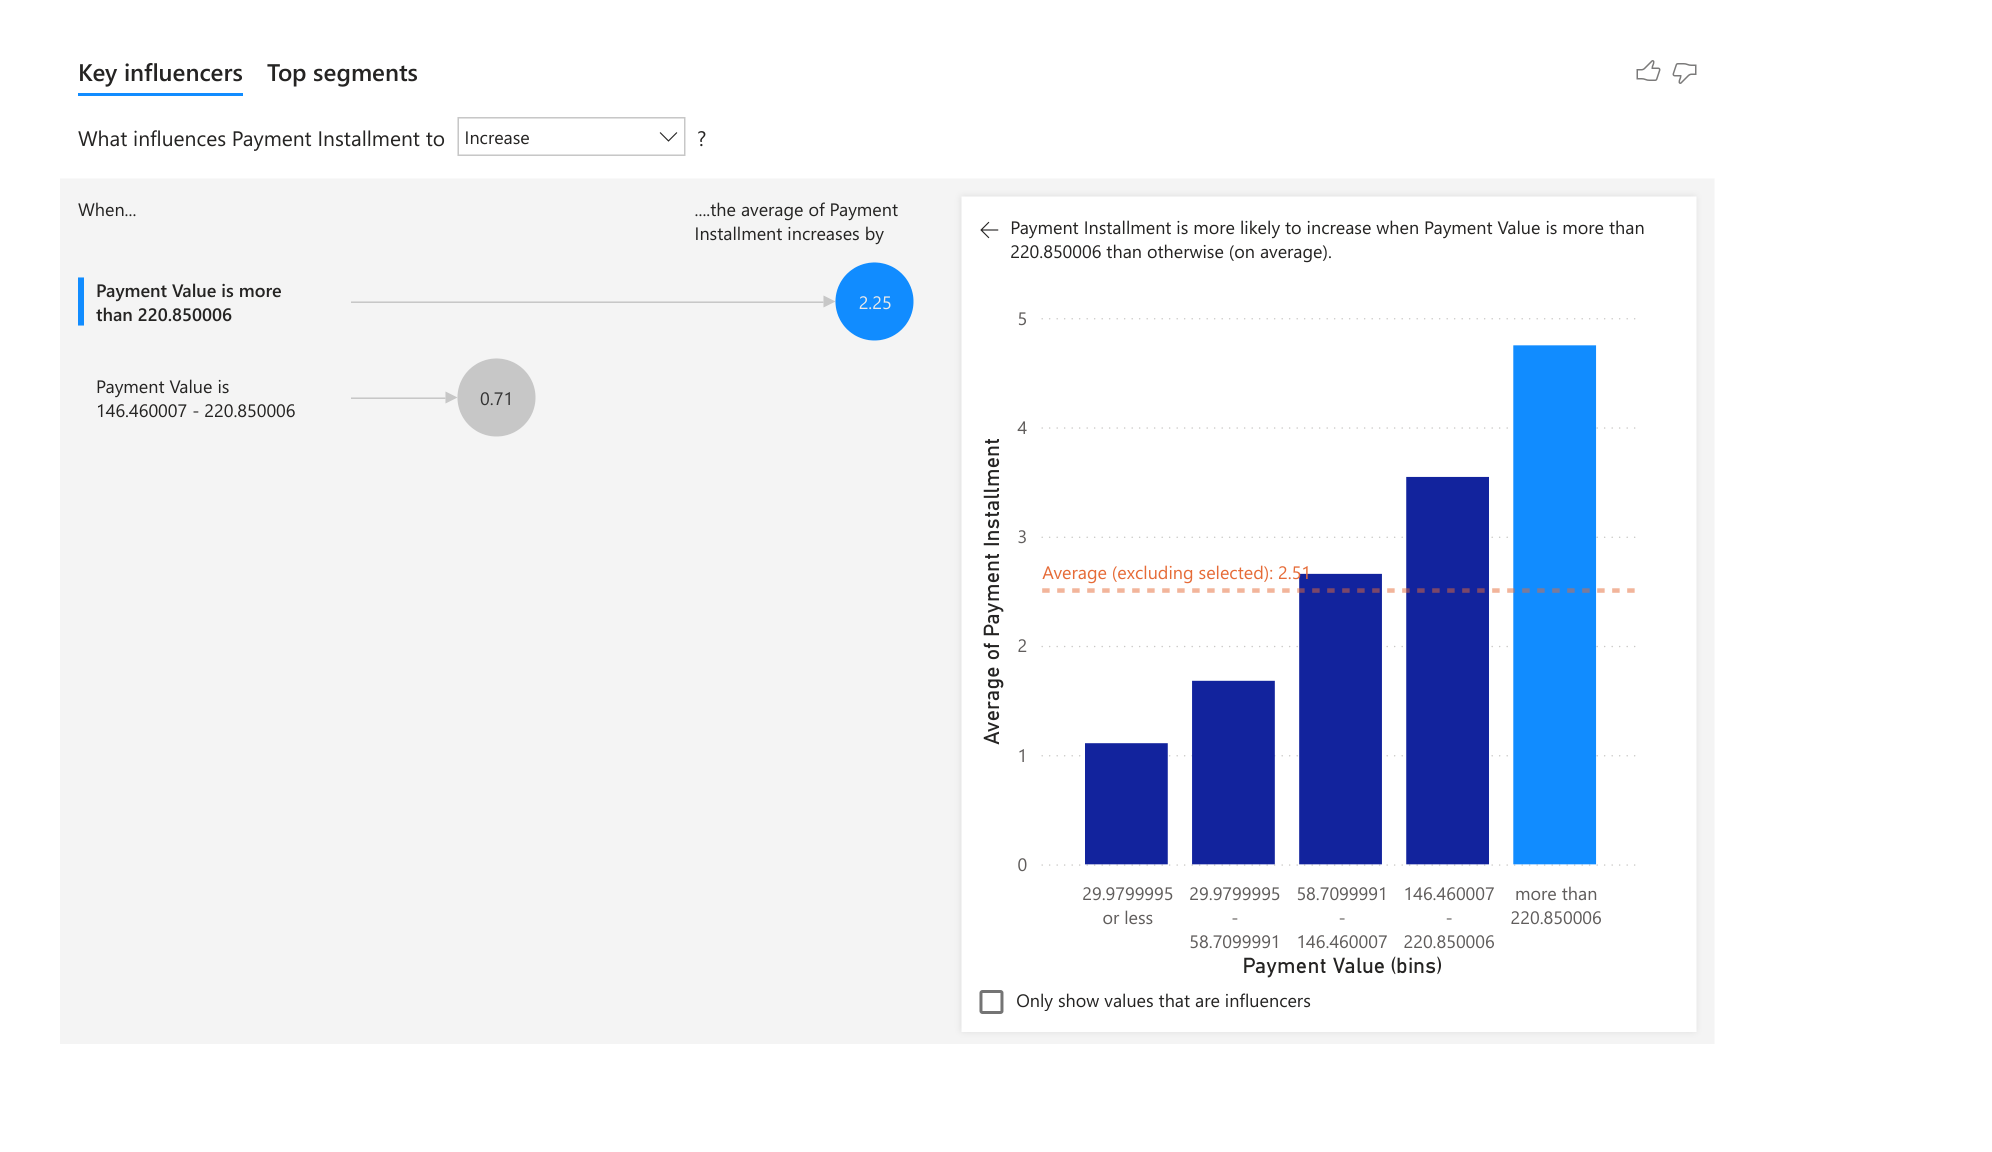 Key influencers
Top segments
What influences Payment Installment to
Increase
?
When...
....the average of Payment
Installment increases by
Payment Value is more
than 220.850006
2.25
Payment Value is
146.460007 - 220.850006
0.71
Payment Installment is more likely to increase when Payment Value is more than
220.850006 than otherwise (on average).
Average of Payment Installment
5
4
3
2
1
0
Average (excluding selected): 2.51
29.9799995
or less
29.9799995
-
58.7099991
58.7099991
-
146.460007
146.460007
-
220.850006
more than
220.850006
Payment Value (bins)
Only show values that are influencers